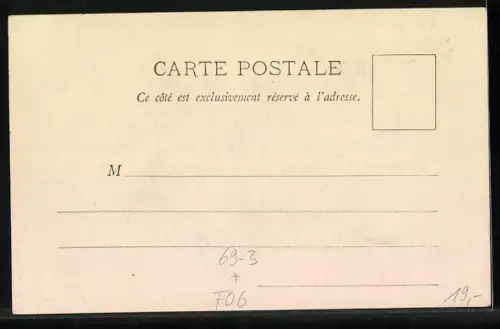 CARTE POSTALE
Ce côté est exclusivement réservé à l'adresse.
M
69-3
*
F06
19,-